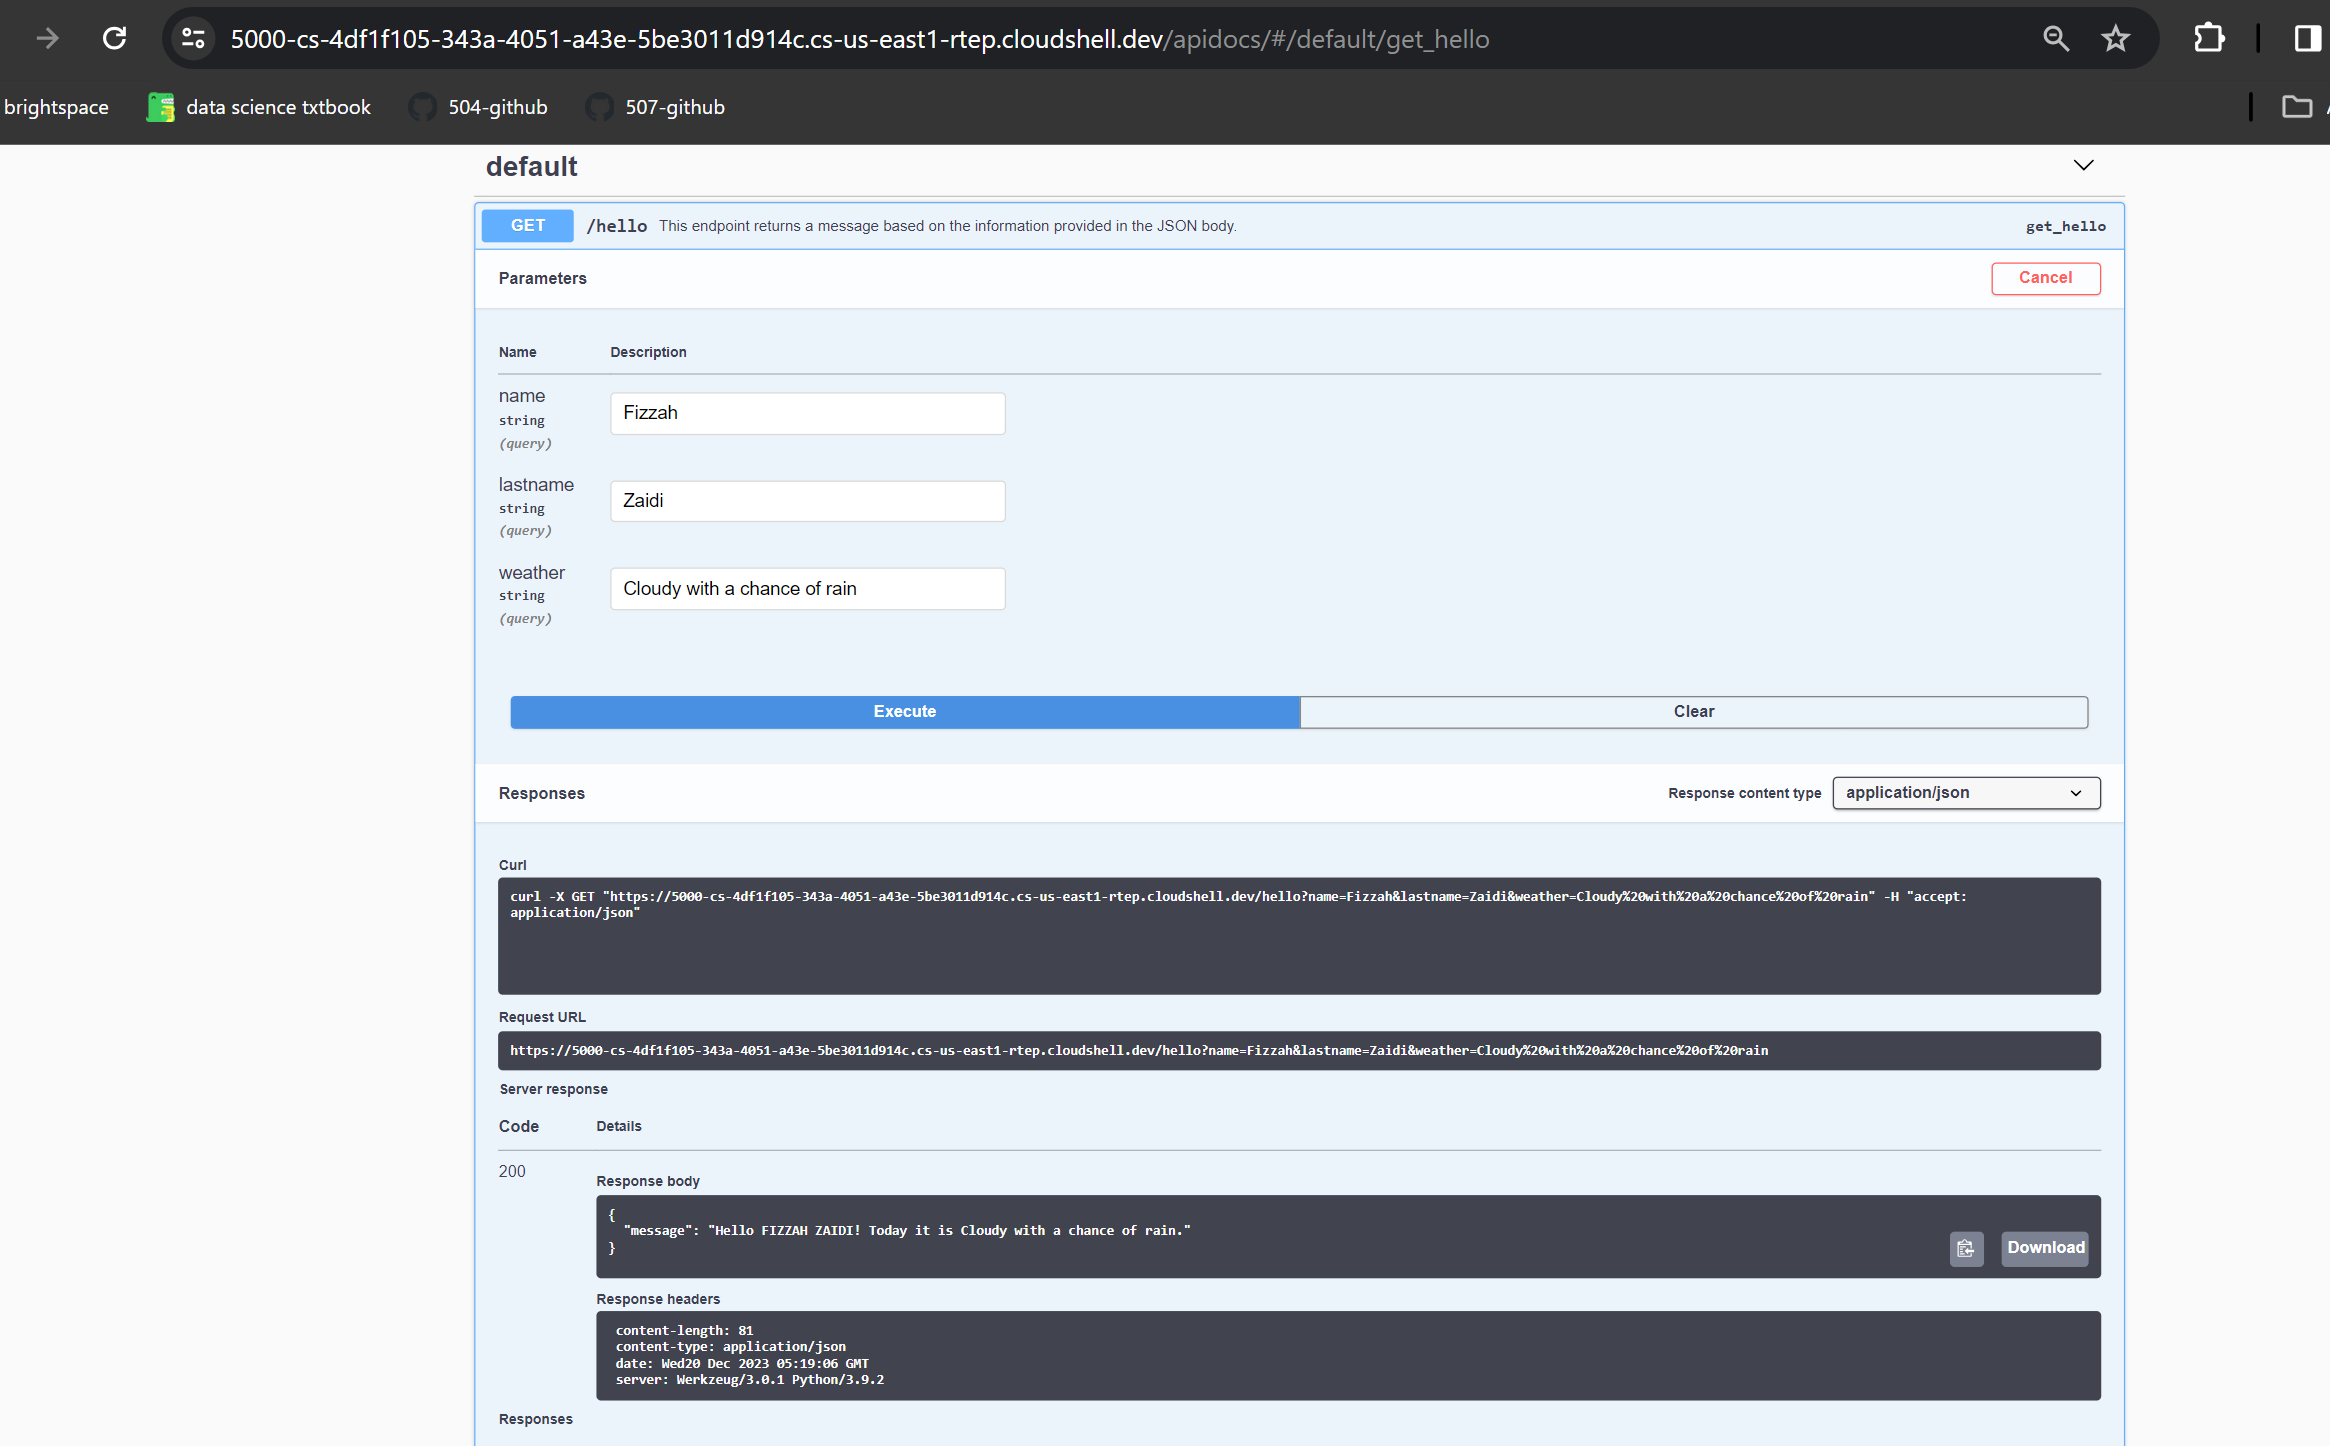 5000-cs-4df1f105-343a-4051-a43e-5be3011d914c.cs-us-east1-rtep.cloudshell.dev/apidocs/#/default/get_hello
brightspace data science txtbook 504-github 507-github
default
GET /hello This endpoint returns a message based on the information provided in the JSON body. get_hello
Parameters Cancel
Name Description
name
string
(query)
Fizzah
lastname
string
(query)
Zaidi
weather
string
(query)
Cloudy with a chance of rain
Execute Clear
Responses Response content type application/json
Curl
curl -X GET "https://5000-cs-4df1f105-343a-4051-a43e-5be3011d914c.cs-us-east1-rtep.cloudshell.dev/hello?name=Fizzah&lastname=Zaidi&weather=Cloudy%20with%20a%20chance%20of%20rain" -H "accept:
application/json"
Request URL
https://5000-cs-4df1f105-343a-4051-a43e-5be3011d914c.cs-us-east1-rtep.cloudshell.dev/hello?name=Fizzah&lastname=Zaidi&weather=Cloudy%20with%20a%20chance%20of%20rain
Server response
Code Details
200
Response body
{
"message": "Hello FIZZAH ZAIDI! Today it is Cloudy with a chance of rain."
}
Download
Response headers
content-length: 81
content-type: application/json
date: Wed20 Dec 2023 05:19:06 GMT
server: Werkzeug/3.0.1 Python/3.9.2
Responses